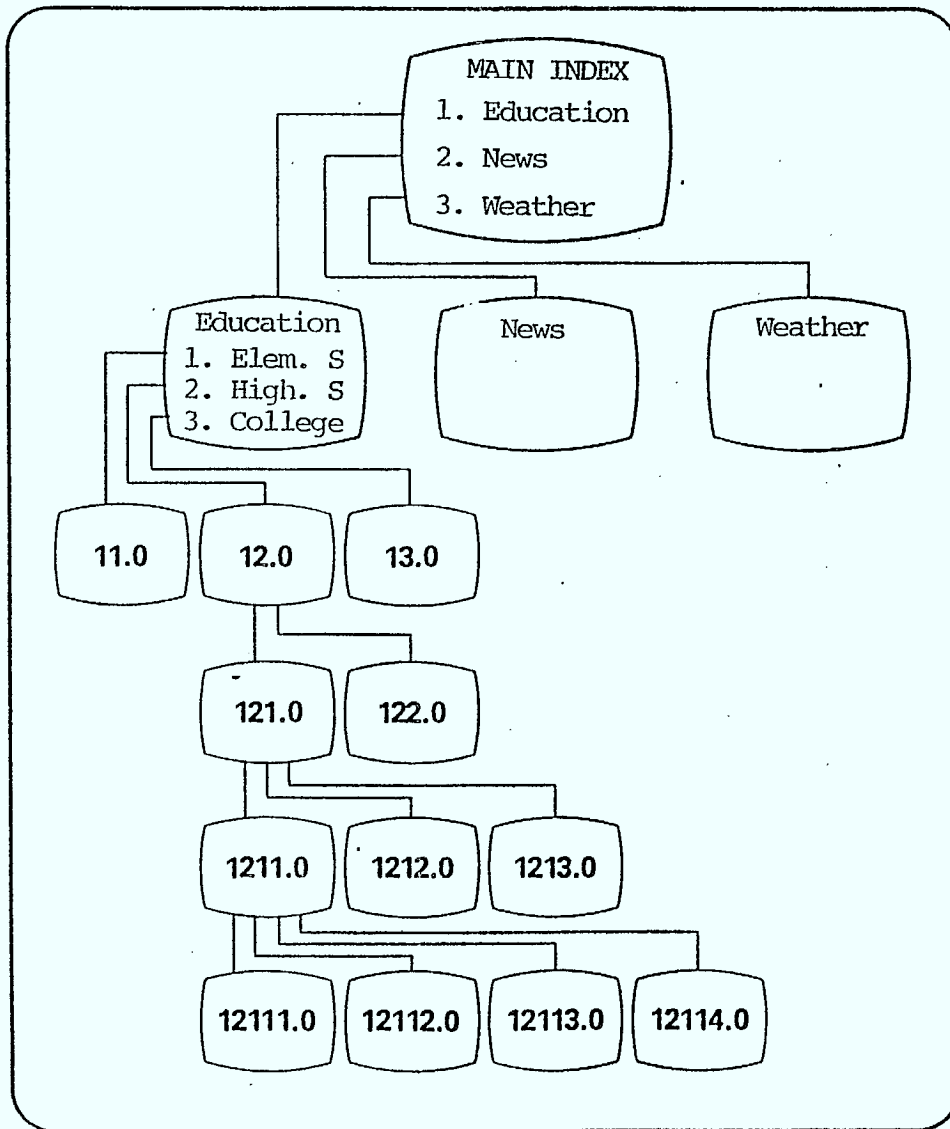 MAIN INDEX
1. Education
2. News
3. Weather
Education
1. Elem. S
2. High. S
3. College
News
Weather
11.0
12.0
13.0
121.0
122.0
1211.0
1212.0
1213.0
12111.0
12112.0
12113.0
12114.0